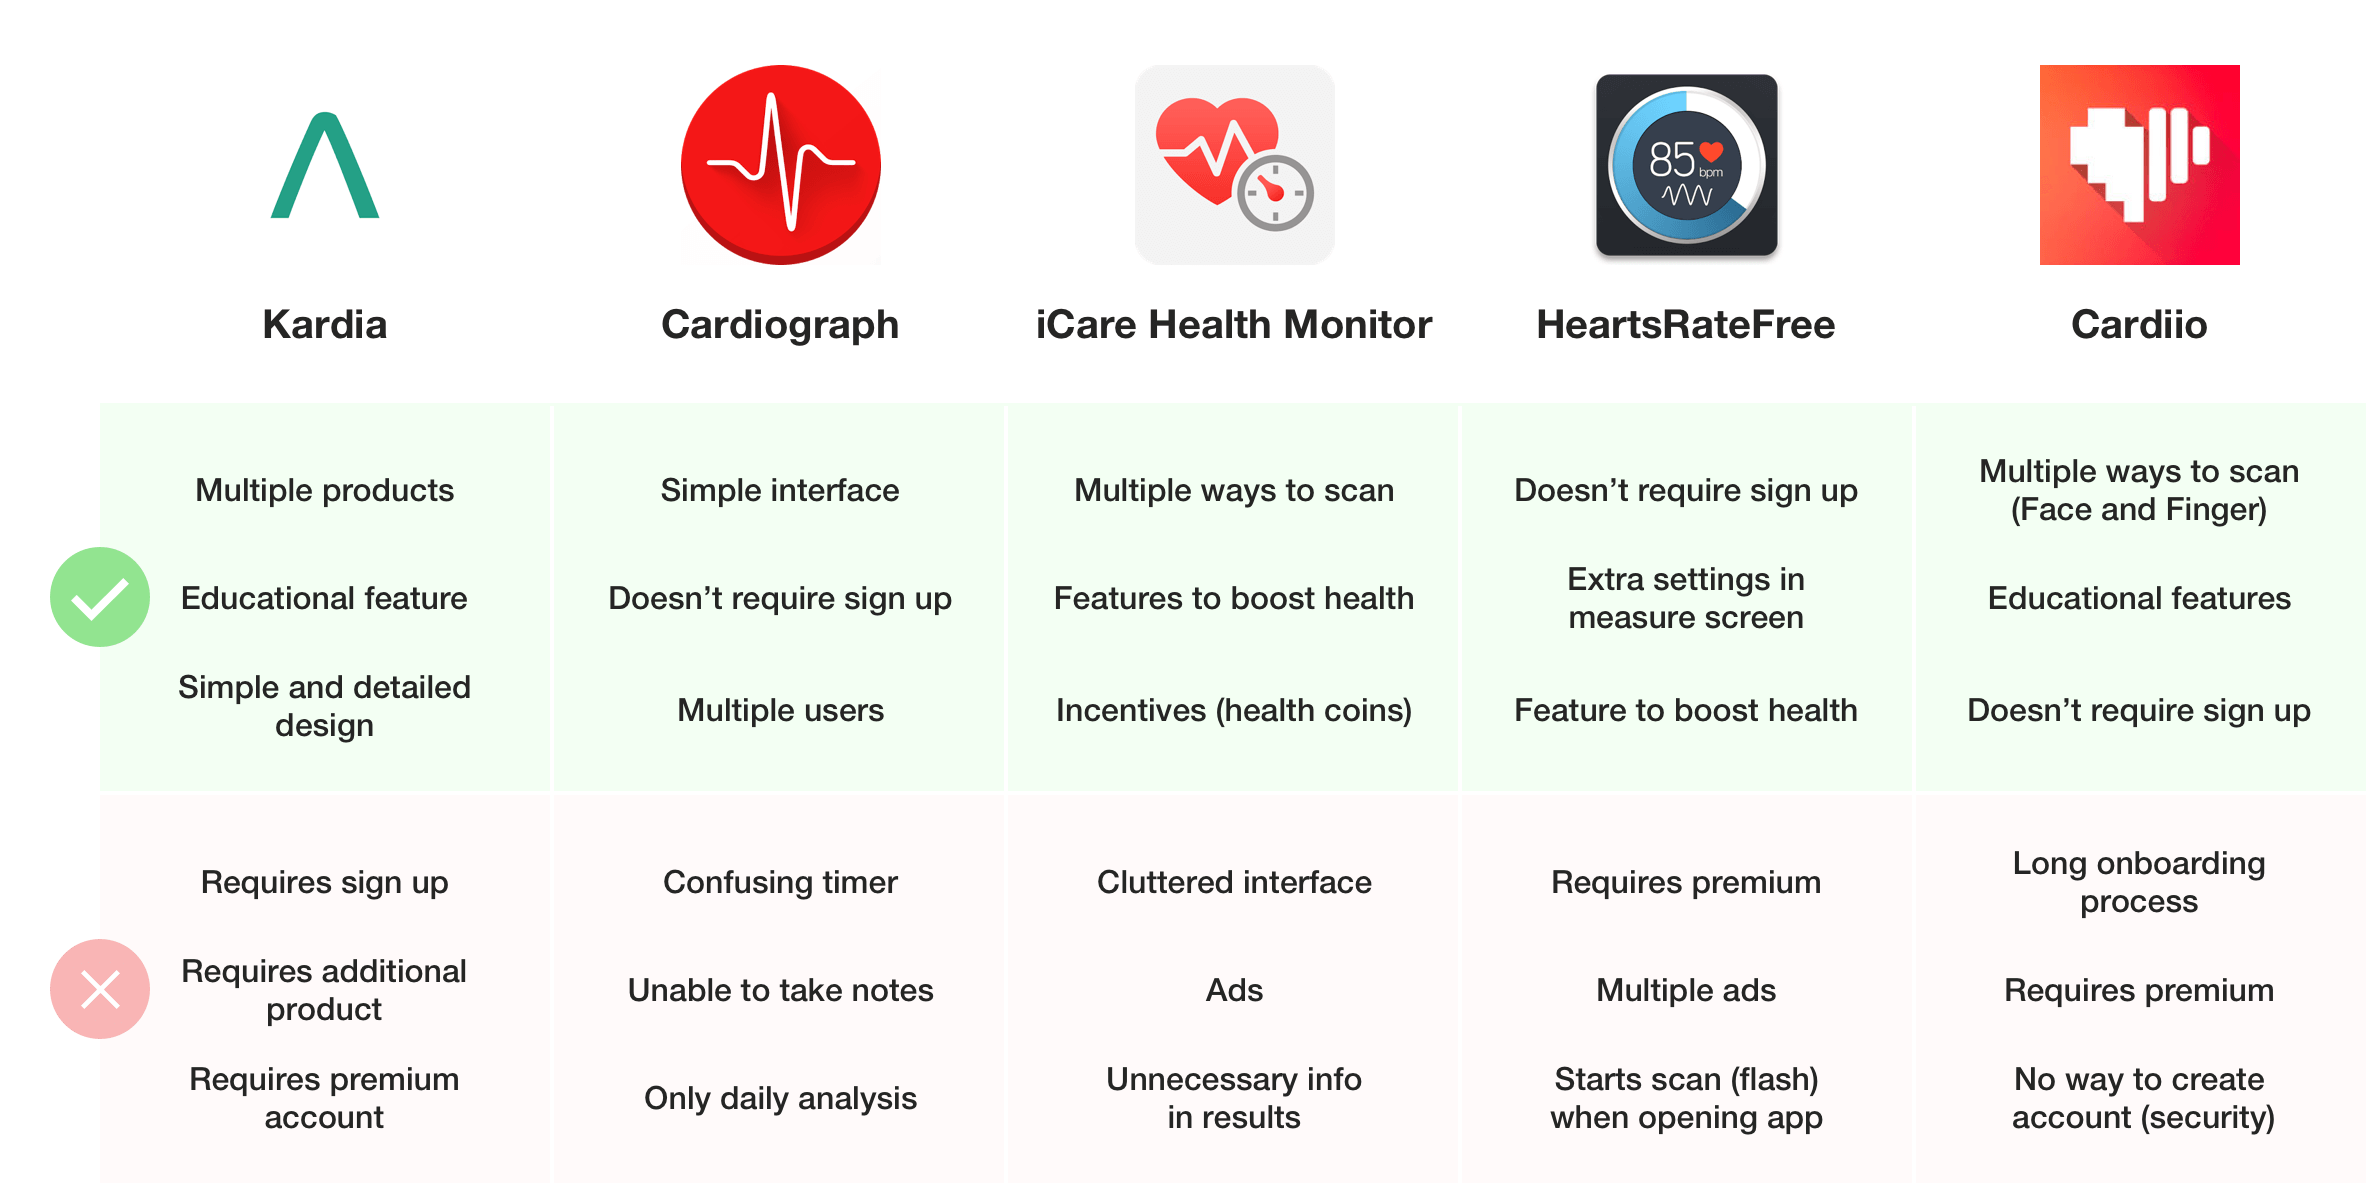 85
bpm
Kardia
Cardiograph
iCare Health Monitor
HeartsRateFree
Cardiio
Multiple products
Simple interface
Multiple ways to scan
Doesn’t require sign up
Multiple ways to scan
(Face and Finger)
Educational feature
Doesn’t require sign up
Features to boost health
Extra settings in
measure screen
Educational features
Simple and detailed
design
Multiple users
Incentives (health coins)
Feature to boost health
Doesn’t require sign up
Requires sign up
Confusing timer
Cluttered interface
Requires premium
Long onboarding
process
Requires additional
product
Unable to take notes
Ads
Multiple ads
Requires premium
Requires premium
account
Only daily analysis
Unnecessary info
in results
Starts scan (flash)
when opening app
No way to create
account (security)